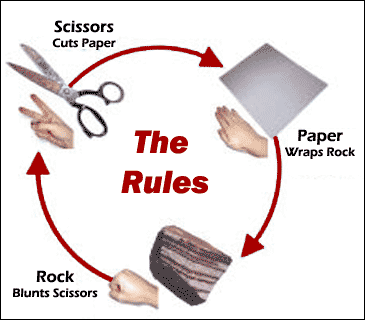 Scissors
Cuts Paper
The
Rules
Paper
Wraps Rock
Rock
Blunts Scissors